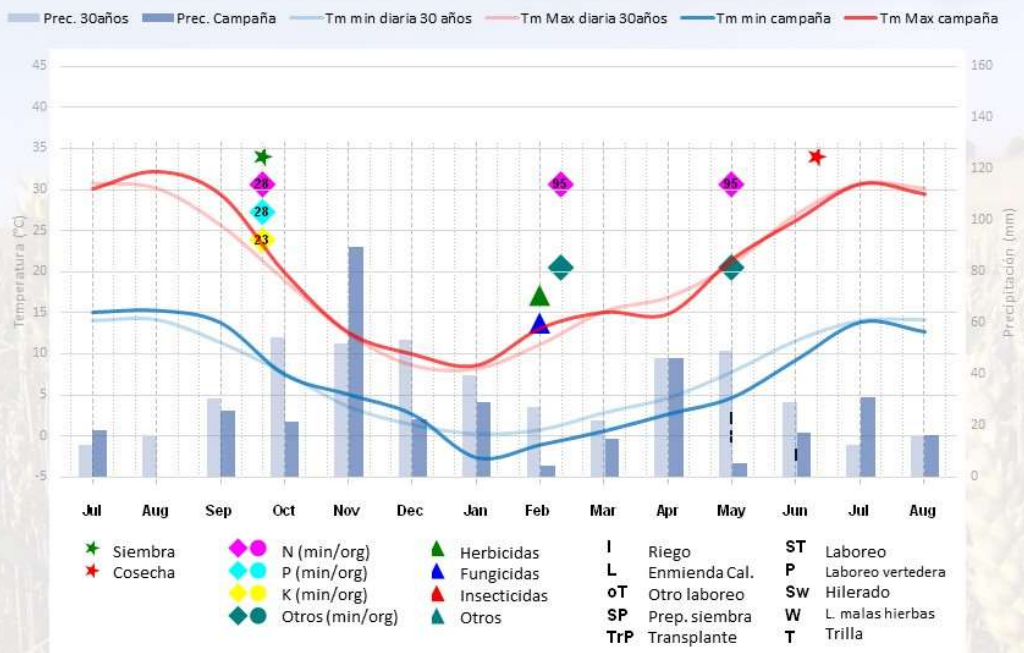 Prec. 30años Prec. Campaña Tm min diaria 30 años Tm Max diaria 30años Tm min campaña Tm Max campaña
45 160
40 140
35 120
30 100
25 80
20 60
15 40
10 20
5 0
0
-5
Temperatura (°C)
Precipitación (mm)
28 95 95
28
23
I
I
I
Jul Aug Sep Oct Nov Dec Jan Feb Mar Apr May Jun Jul Aug
Siembra N (min/org) Herbicidas I Riego ST Laboreo
Cosecha P (min/org) Fungicidas L Enmienda Cal. P Laboreo vertedera
K (min/org) Insecticidas oT Otro laboreo Sw Hilerado
Otros (min/org) Otros SP Prep. siembra W L. malas hierbas
TrP Transplante T Trilla